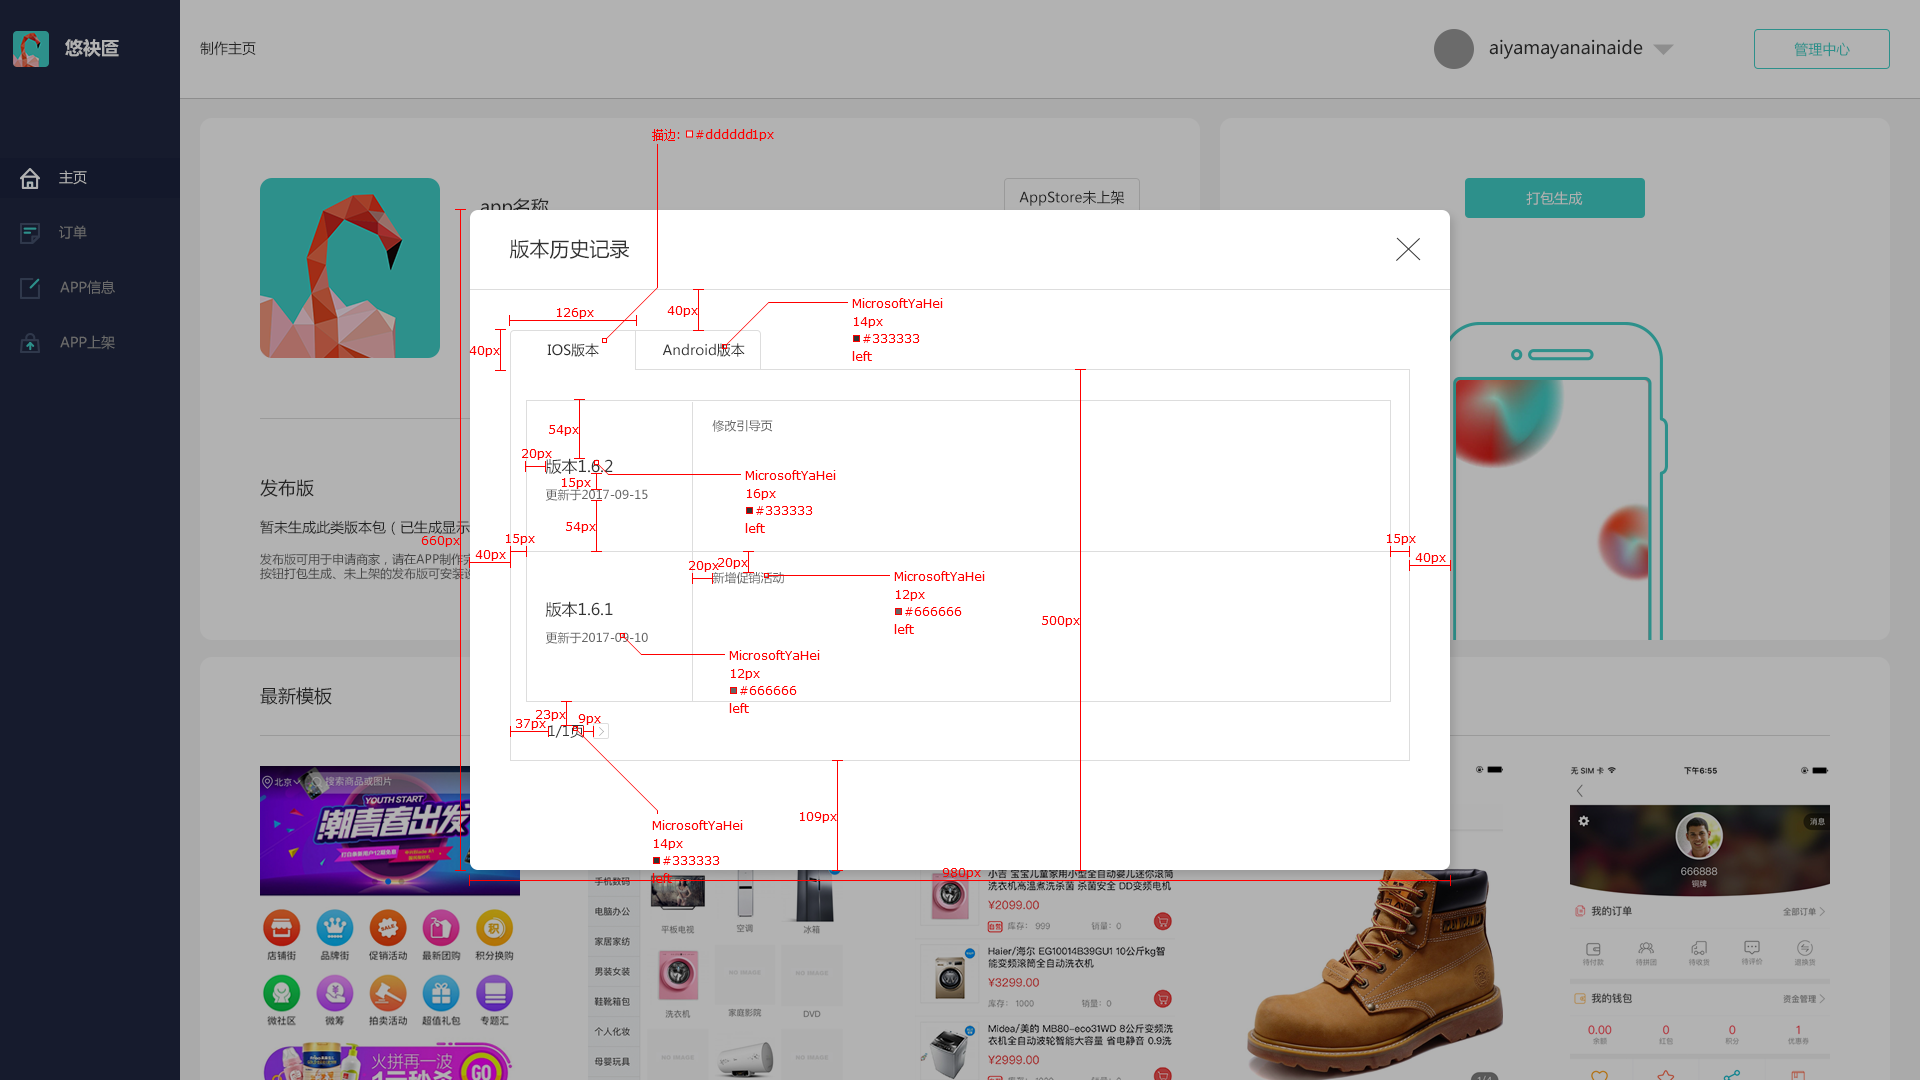 悠袂匼
制作主页
aiyamayanainaide
管理中心
主页
订单
APP信息
APP上架
描边: #dddddd1px
app名称
AppStore未上架
打包生成
版本历史记录
126px
40px
MicrosoftYaHei
14px
#333333
left
40px
IOS版本
Android版本
54px
修改引导页
20px
版本1.6.2
15px
更新于2017-09-15
54px
MicrosoftYaHei
16px
#333333
left
发布版
暂未生成此类版本包（已生成显示
660px
15px
40px
发布版可用于申请商家，请在APP制作完
按钮打包生成、未上架的发布版可安装
15px
40px
20px
20px
新增促销活动
MicrosoftYaHei
12px
#666666
left
版本1.6.1
更新于2017-09-10
500px
MicrosoftYaHei
12px
#666666
left
23px
37px
9px
1/1页
109px
MicrosoftYaHei
14px
#333333
left
980px
最新模板
北京
搜索商品或图片
YOUTH START
潮青春出发
店铺街
品牌街
促销活动
最新团购
积分换购
微社区
微筹
拍卖活动
超值礼包
专题汇
火拼再一波
GO
手机数码
电脑办公
家居家纺
男装女装
鞋靴箱包
个人化妆
母婴玩具
平板电视
空调
冰箱
洗衣机
家庭影院
DVD
NO IMAGE
NO IMAGE
NO IMAGE
NO IMAGE
小吉 宝宝儿童家用小型全自动婴儿迷你滚筒
洗衣机高温煮洗杀菌 杀菌安全 DD变频电机
¥2099.00
自营
库存： 999
销量：0
Haier/海尔 EG10014B39GU1 10公斤kg智
能变频滚筒全自动洗衣机
¥3299.00
库存： 1000
销量：0
Midea/美的 MB80-eco31WD 8公斤变频洗
衣机全自动波轮智能大容量 省电静音 0.9洗
¥2999.00
无 SIM 卡
下午6:55
消息
666888
铜牌
我的订单
全部订单
待付款
待拼团
待收货
待评价
退换货
我的钱包
资金管理
0.00
0
0
1
余额
红包
积分
优惠券